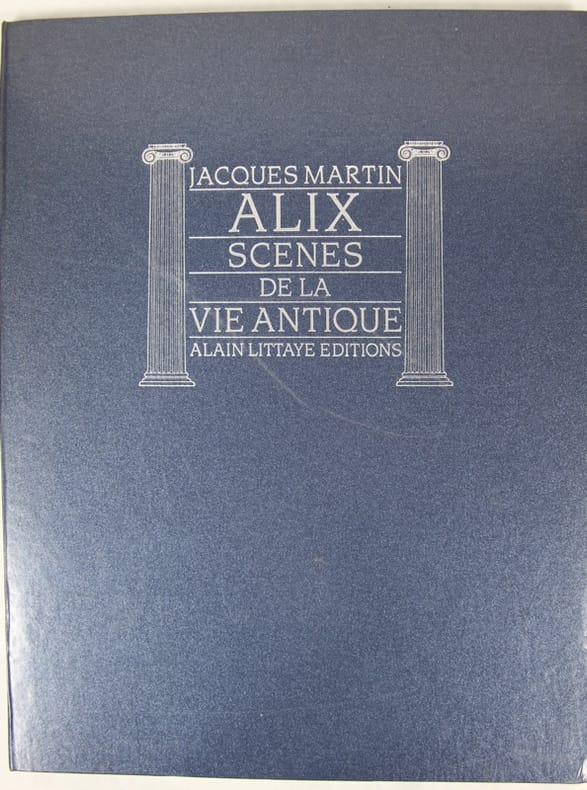 JACQUES MARTIN
ALIX
SCENES
DE LA
VIE ANTIQUE
ALAIN LITTAYE EDITIONS